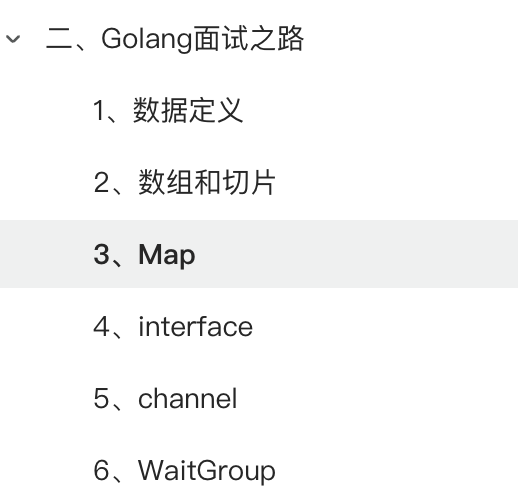 二、Golang面试之路
1、数据定义
2、数组和切片
3、Map
4、interface
5、channel
6、WaitGroup